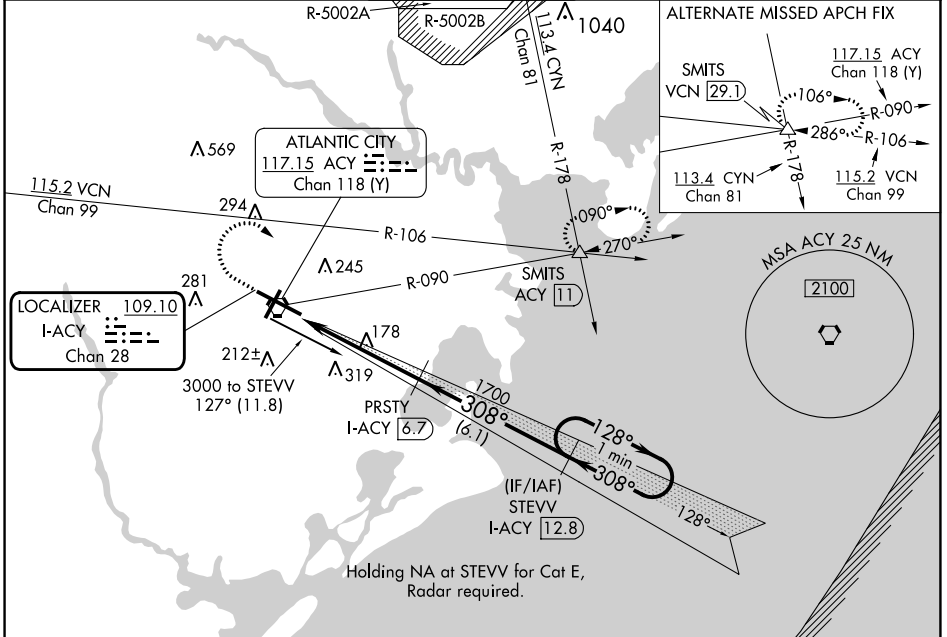 R-5002A
R-5002B
113.4 CYN
Chan 81
1040
R-178
569
ATLANTIC CITY
117.15 ACY
Chan 118 (Y)
115.2 VCN
Chan 99
294
R-106
090°
270°
245
R-090
SMITS
ACY 11
281
LOCALIZER 109.10
I-ACY
Chan 28
178
212±
319
3000 to STEVV
127° (11.8)
PRSTY
I-ACY 6.7
1700
308°
(6.1)
128°
1 min
308°
128°
(IF/IAF)
STEVV
I-ACY 12.8
Holding NA at STEVV for Cat E,
Radar required.
ALTERNATE MISSED APCH FIX
117.15 ACY
Chan 118 (Y)
SMITS
VCN 29.1
106°
R-090
286°
R-106
R-178
113.4 CYN
Chan 81
115.2 VCN
Chan 99
MSA ACY 25 NM
2100